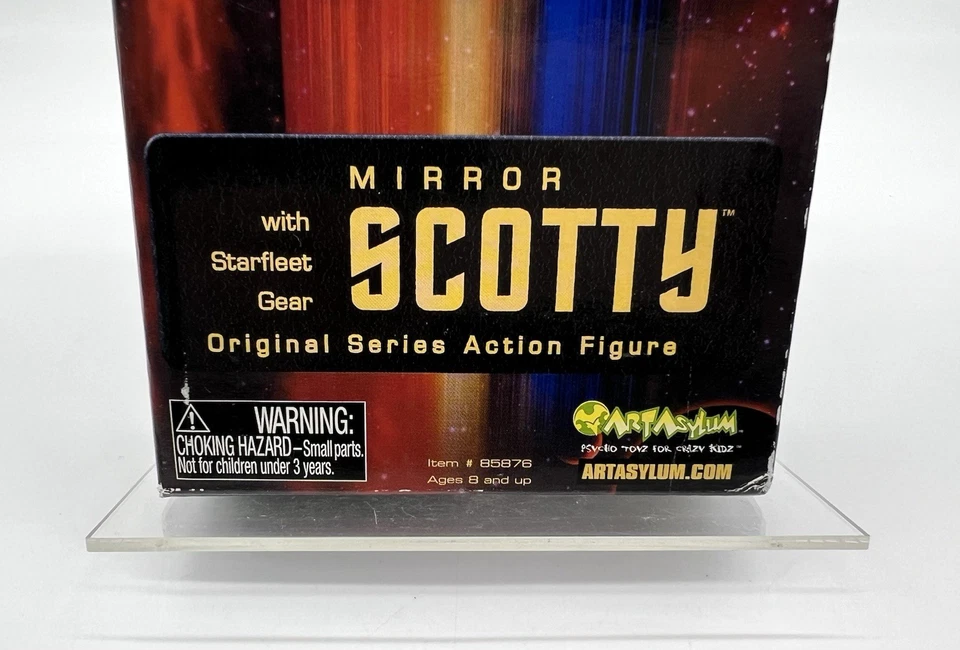 MIRROR
with
Starfleet
Gear
SCOTTY™
Original Series Action Figure
WARNING:
CHOKING HAZARD – Small parts.
Not for children under 3 years.
Item # 85876
Ages 8 and up
ARTASYLUM™
PSYCHO TOYZ FOR CRAZY KIDZ™
ARTASYLUM.COM